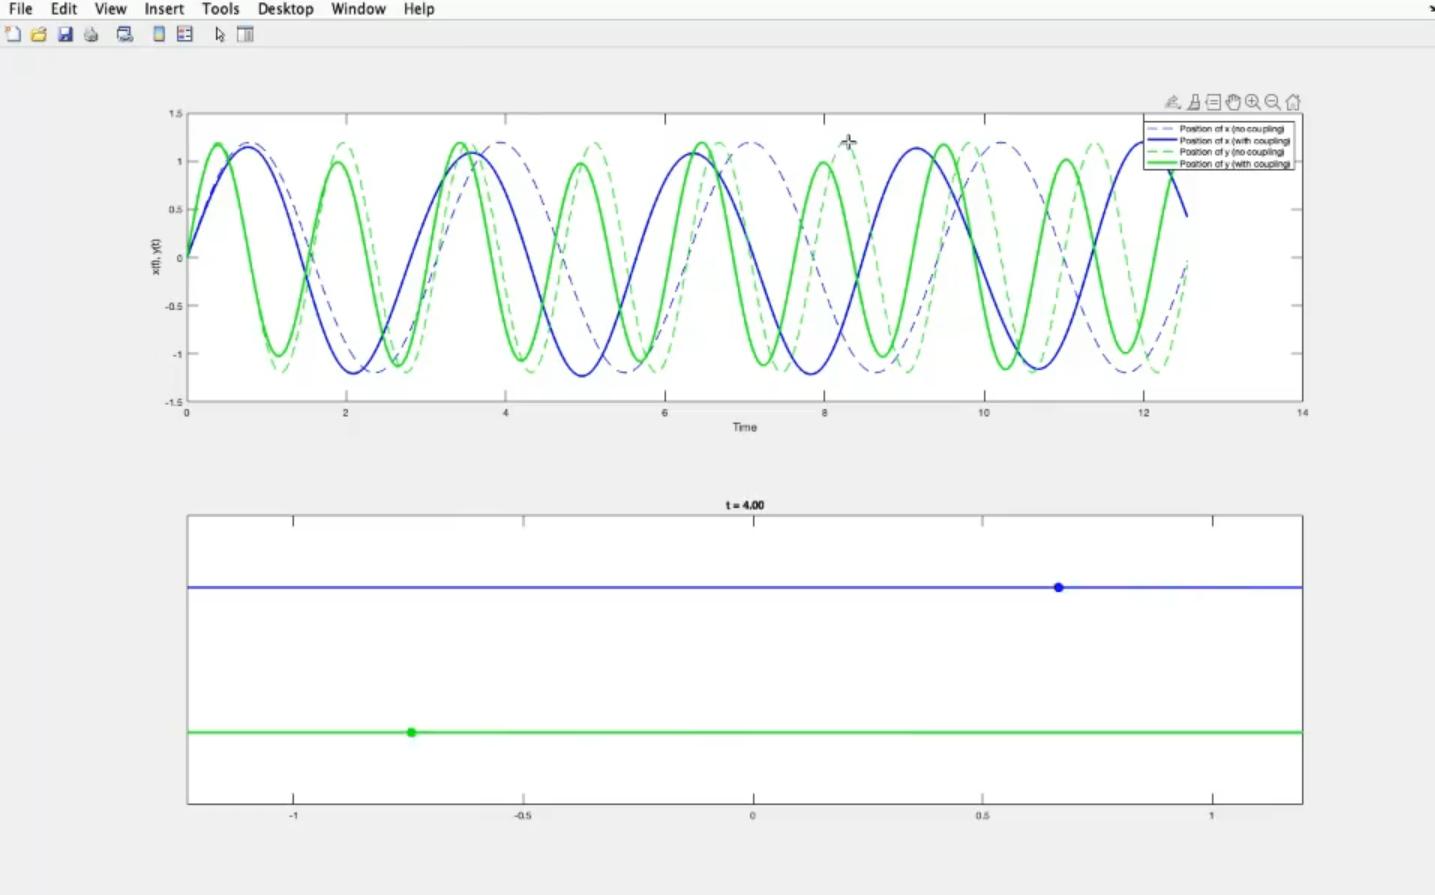 File Edit View Insert Tools Desktop Window Help
1.5
1
0.5
0
-0.5
-1
-1.5
x(t), y(t)
Position of x (no coupling)
Position of x (with coupling)
Position of y (no coupling)
Position of y (with coupling)
0 2 4 6 8 10 12 14
Time
t = 4.00
-1 -0.5 0 0.5 1